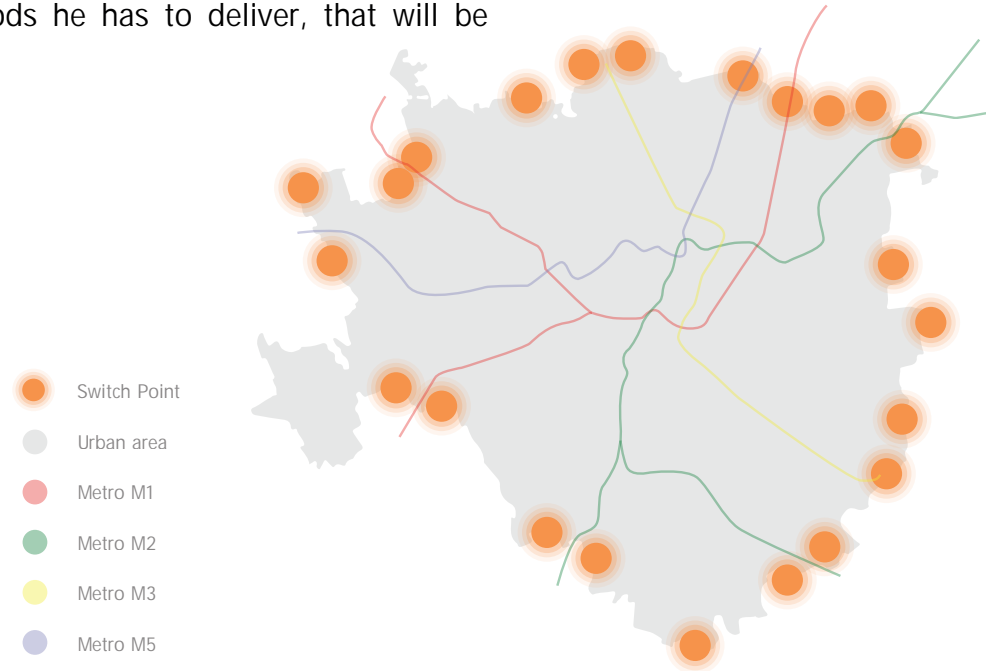 he has to deliver, that will be
Switch Point
Urban area
Metro M1
Metro M2
Metro M3
Metro M5